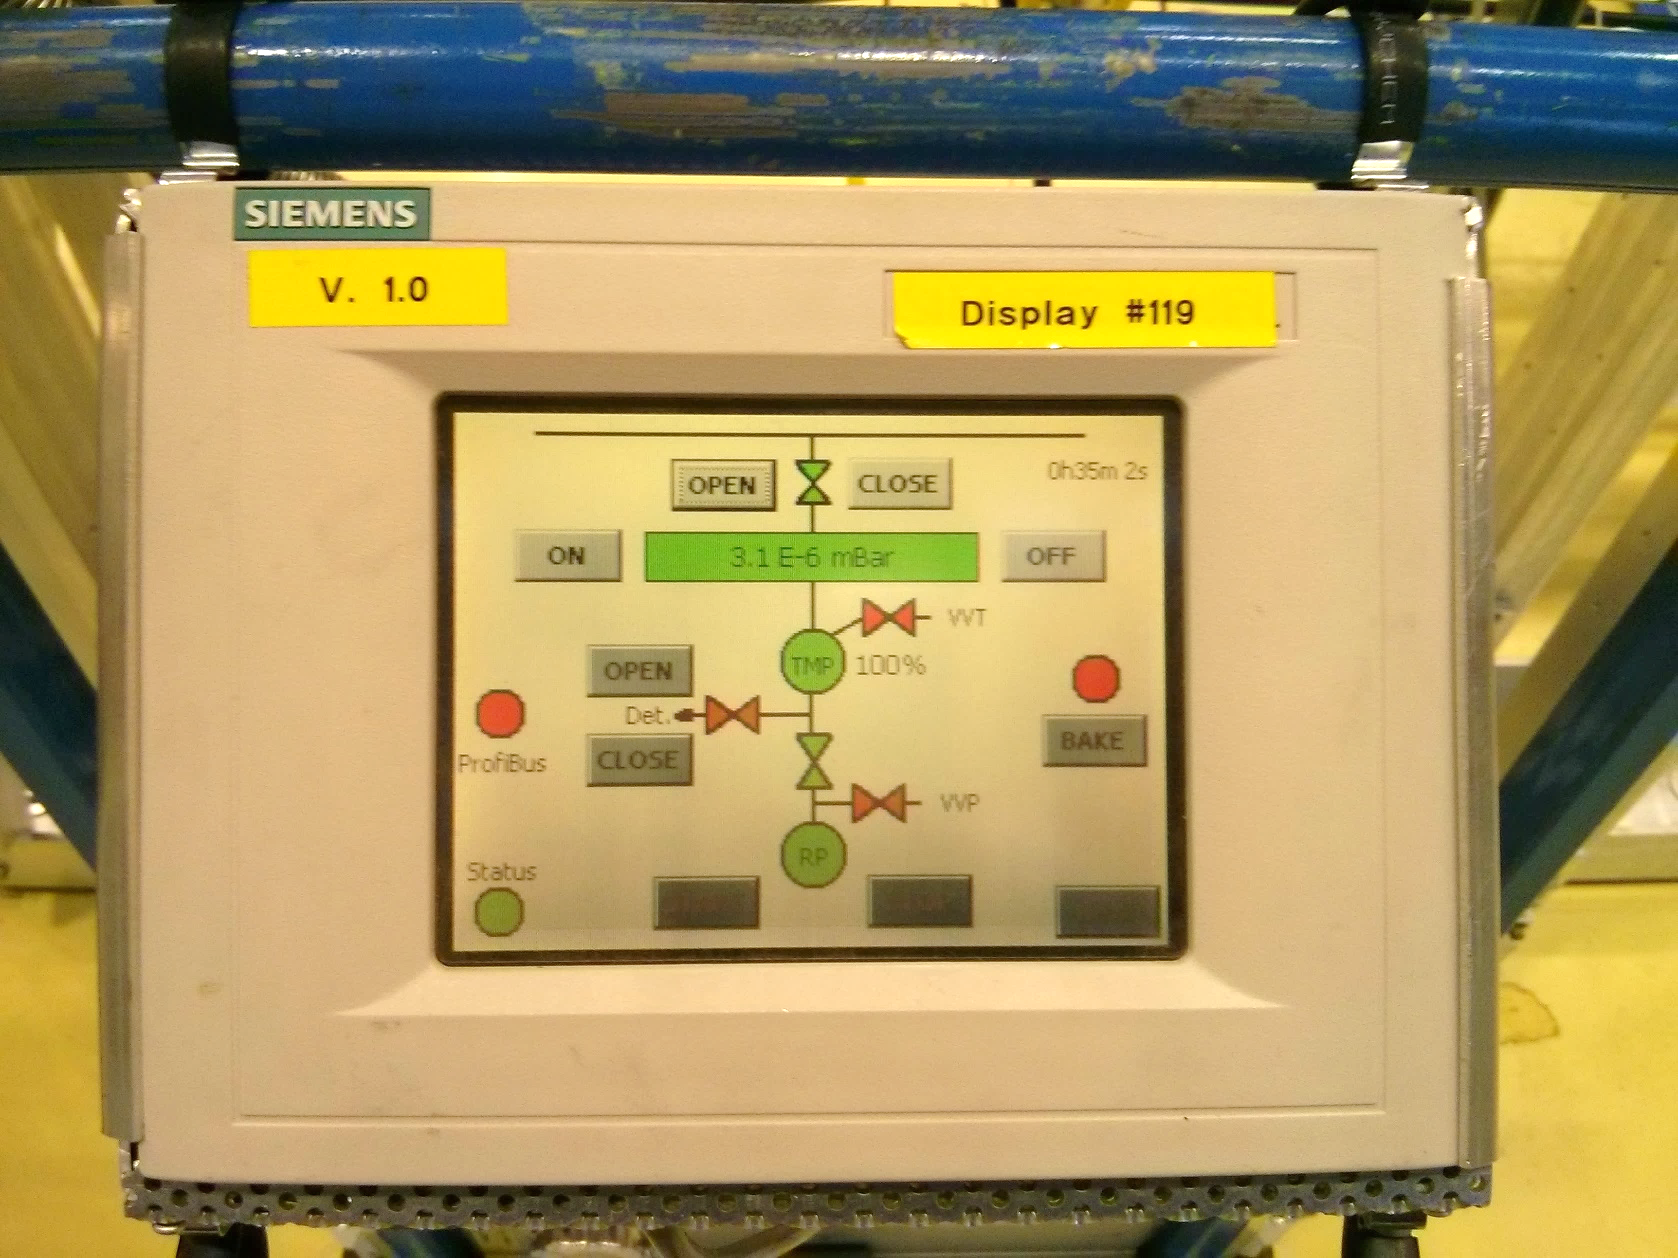 SIEMENS
V. 1.0
Display #119
0h35m 2s
OPEN
CLOSE
ON
3.1 E-6 mBar
OFF
VVT
TMP
100%
OPEN
Det.
CLOSE
ProfiBus
BAKE
VVP
RP
Status